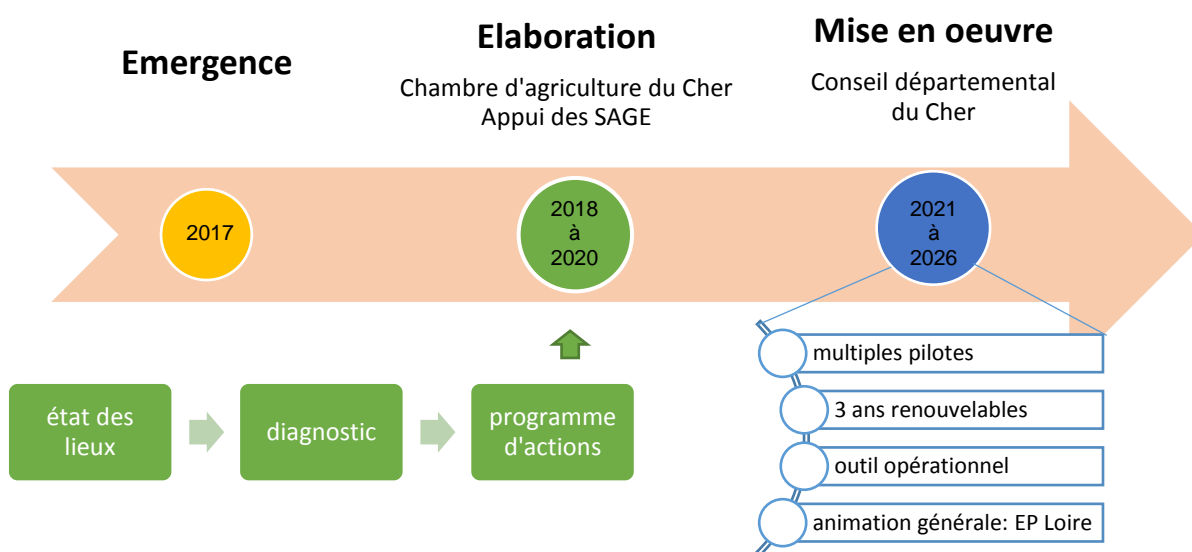 Emergence
Elaboration
Chambre d'agriculture du Cher
Appui des SAGE
Mise en oeuvre
Conseil départemental
du Cher
2017
2018
à
2020
2021
à
2026
état des
lieux
diagnostic
programme
d'actions
multiples pilotes
3 ans renouvelables
outil opérationnel
animation générale: EP Loire